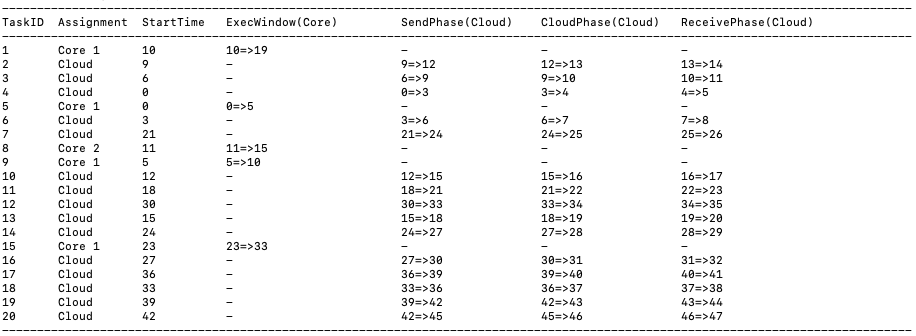 TaskID Assignment StartTime ExecWindow(Core) SendPhase(Cloud) CloudPhase(Cloud) ReceivePhase(Cloud)
1 Core 1 10 10=>19 – – –
2 Cloud 9 – 9=>12 12=>13 13=>14
3 Cloud 6 – 6=>9 9=>10 10=>11
4 Cloud 0 – 0=>3 3=>4 4=>5
5 Core 1 0 0=>5 – – –
6 Cloud 3 – 3=>6 6=>7 7=>8
7 Cloud 21 – 21=>24 24=>25 25=>26
8 Core 2 11 11=>15 – – –
9 Core 1 5 5=>10 – – –
10 Cloud 12 – 12=>15 15=>16 16=>17
11 Cloud 18 – 18=>21 21=>22 22=>23
12 Cloud 30 – 30=>33 33=>34 34=>35
13 Cloud 15 – 15=>18 18=>19 19=>20
14 Cloud 24 – 24=>27 27=>28 28=>29
15 Core 1 23 23=>33 – – –
16 Cloud 27 – 27=>30 30=>31 31=>32
17 Cloud 36 – 36=>39 39=>40 40=>41
18 Cloud 33 – 33=>36 36=>37 37=>38
19 Cloud 39 – 39=>42 42=>43 43=>44
20 Cloud 42 – 42=>45 45=>46 46=>47